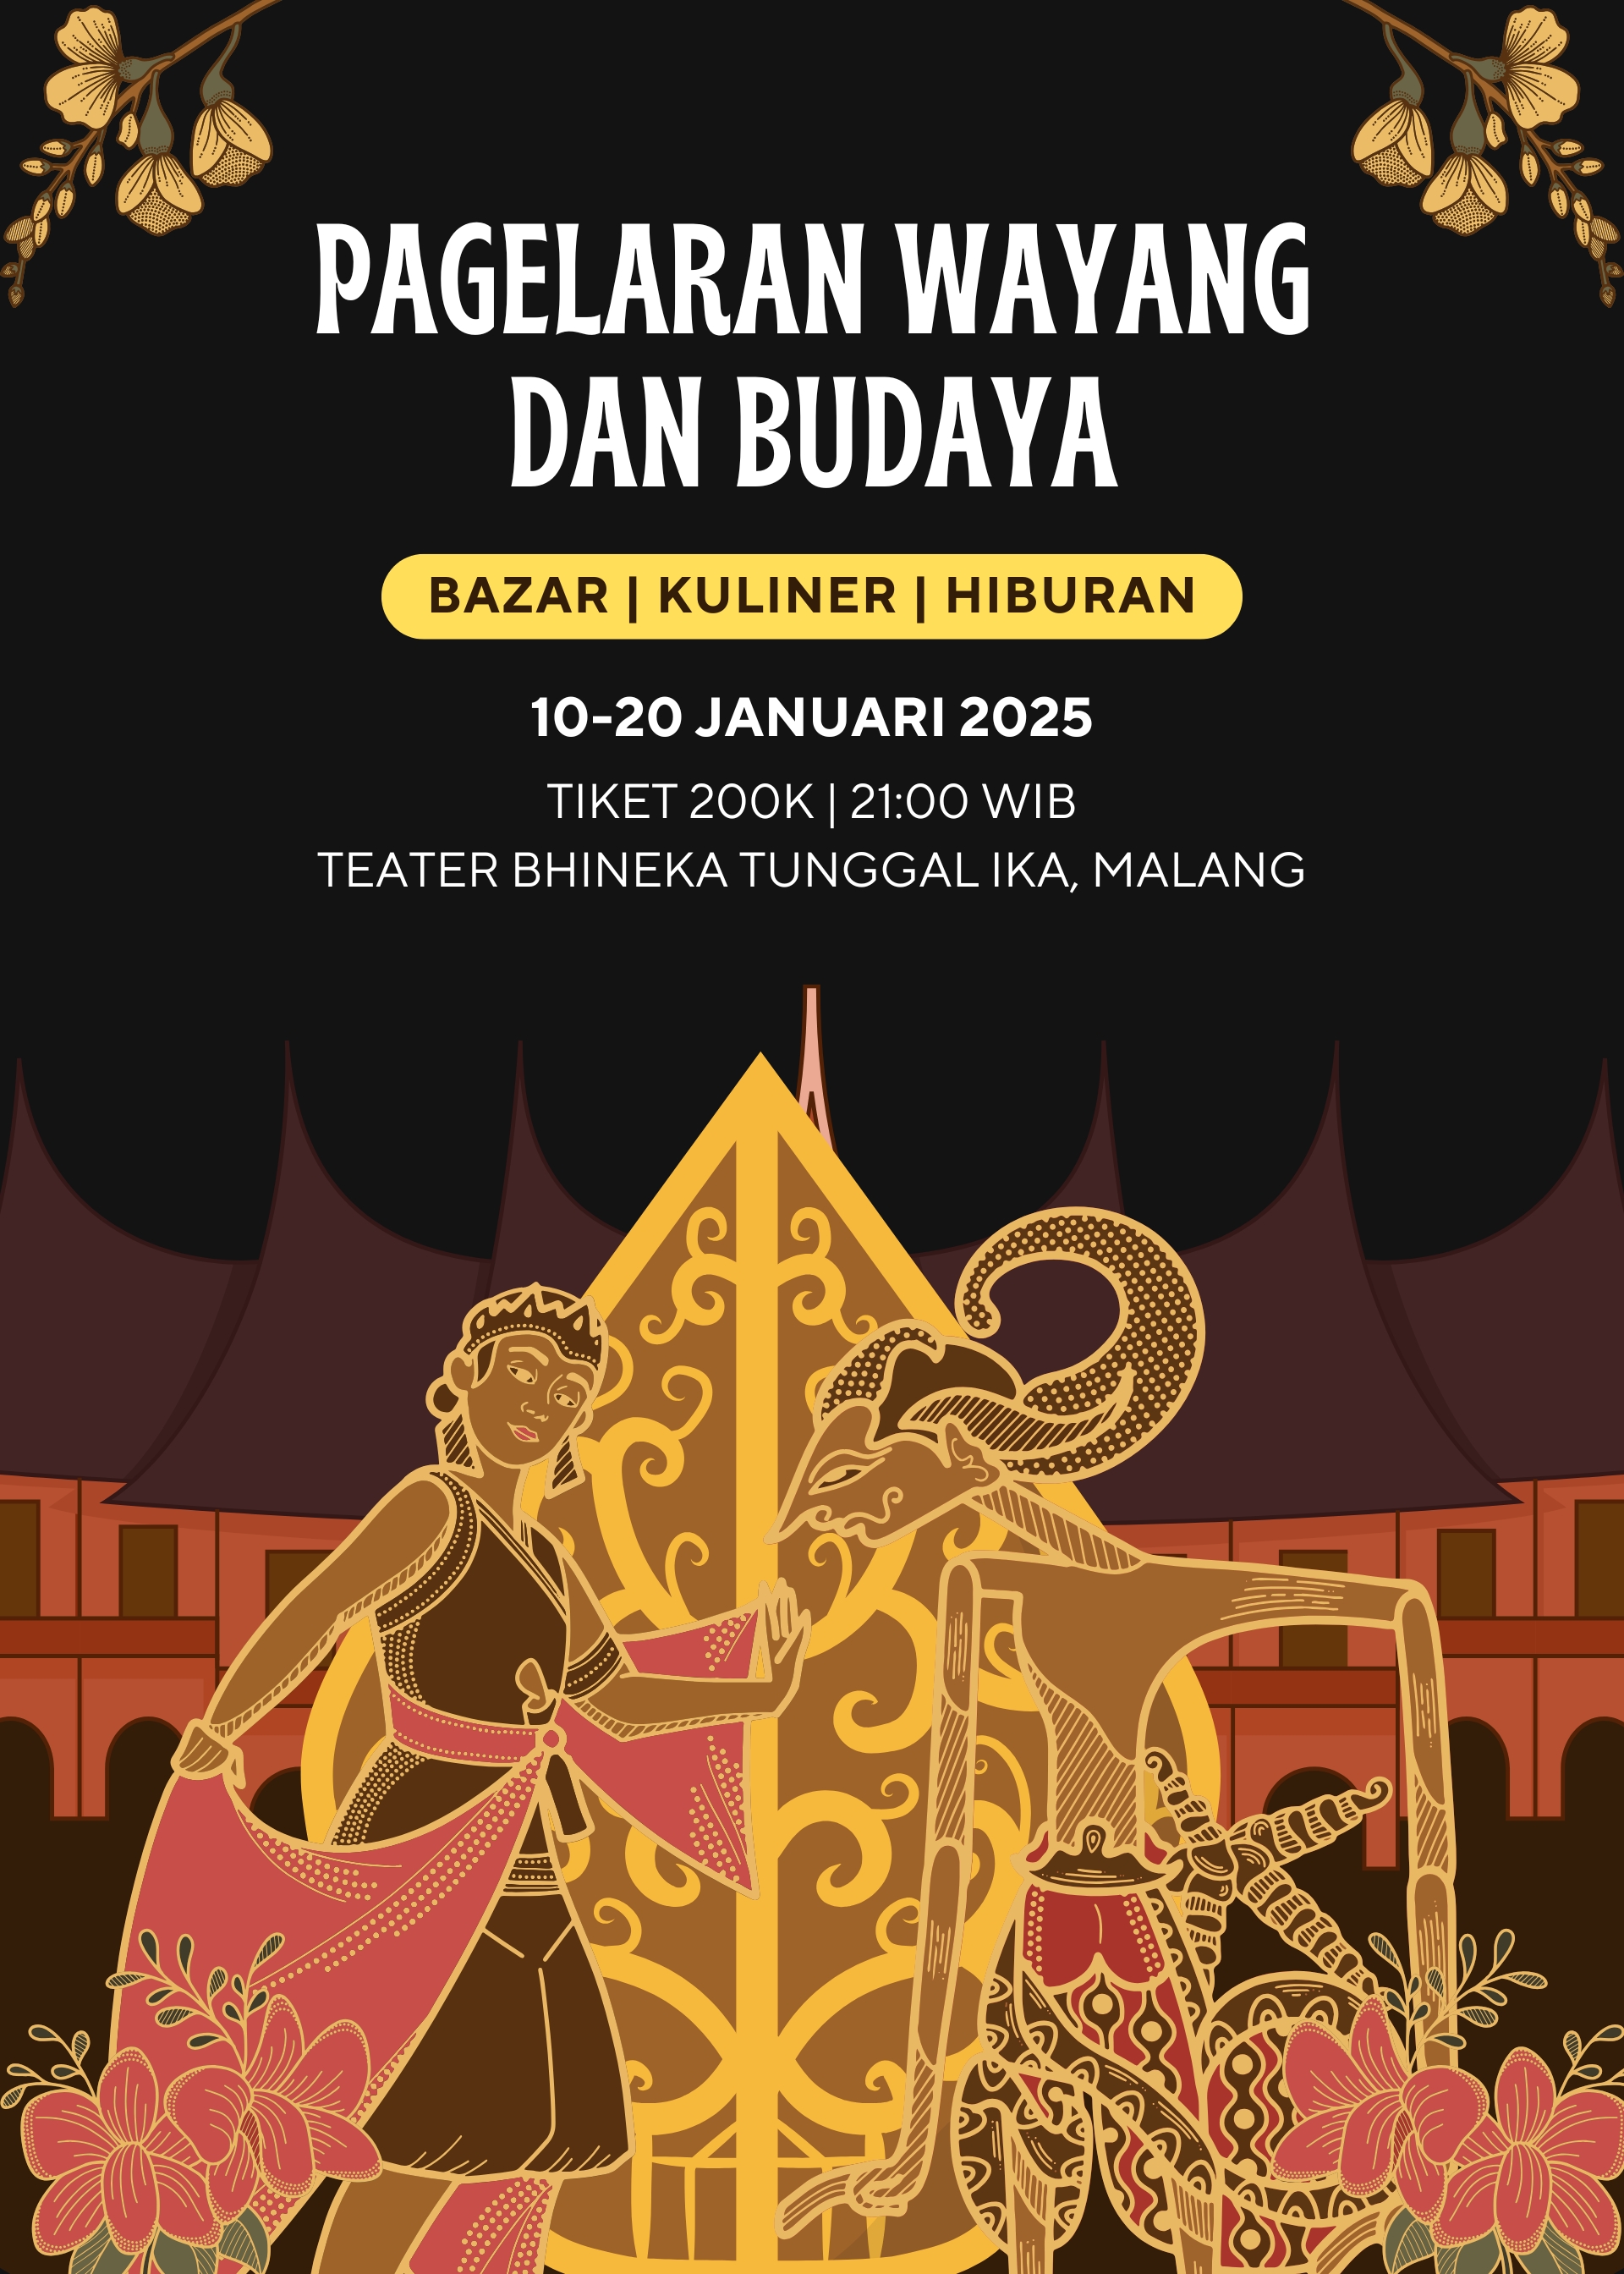 PAGELARAN WAYANG
DAN BUDAYA
BAZAR | KULINER | HIBURAN
10-20 JANUARI 2025
TIKET 200K | 21:00 WIB
TEATER BHINEKA TUNGGAL IKA, MALANG